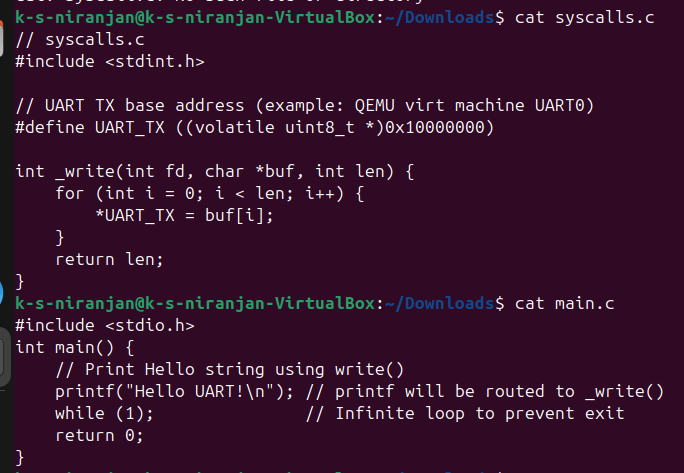 k-s-niranjan@k-s-niranjan-VirtualBox:~/Downloads$ cat syscalls.c
// syscalls.c
#include <stdint.h>

// UART TX base address (example: QEMU virt machine UART0)
#define UART_TX ((volatile uint8_t *)0x10000000)

int _write(int fd, char *buf, int len) {
    for (int i = 0; i < len; i++) {
        *UART_TX = buf[i];
    }
    return len;
}
k-s-niranjan@k-s-niranjan-VirtualBox:~/Downloads$ cat main.c
#include <stdio.h>
int main() {
    // Print Hello string using write()
    printf("Hello UART!\n"); // printf will be routed to _write()
    while (1);               // Infinite loop to prevent exit
    return 0;
}